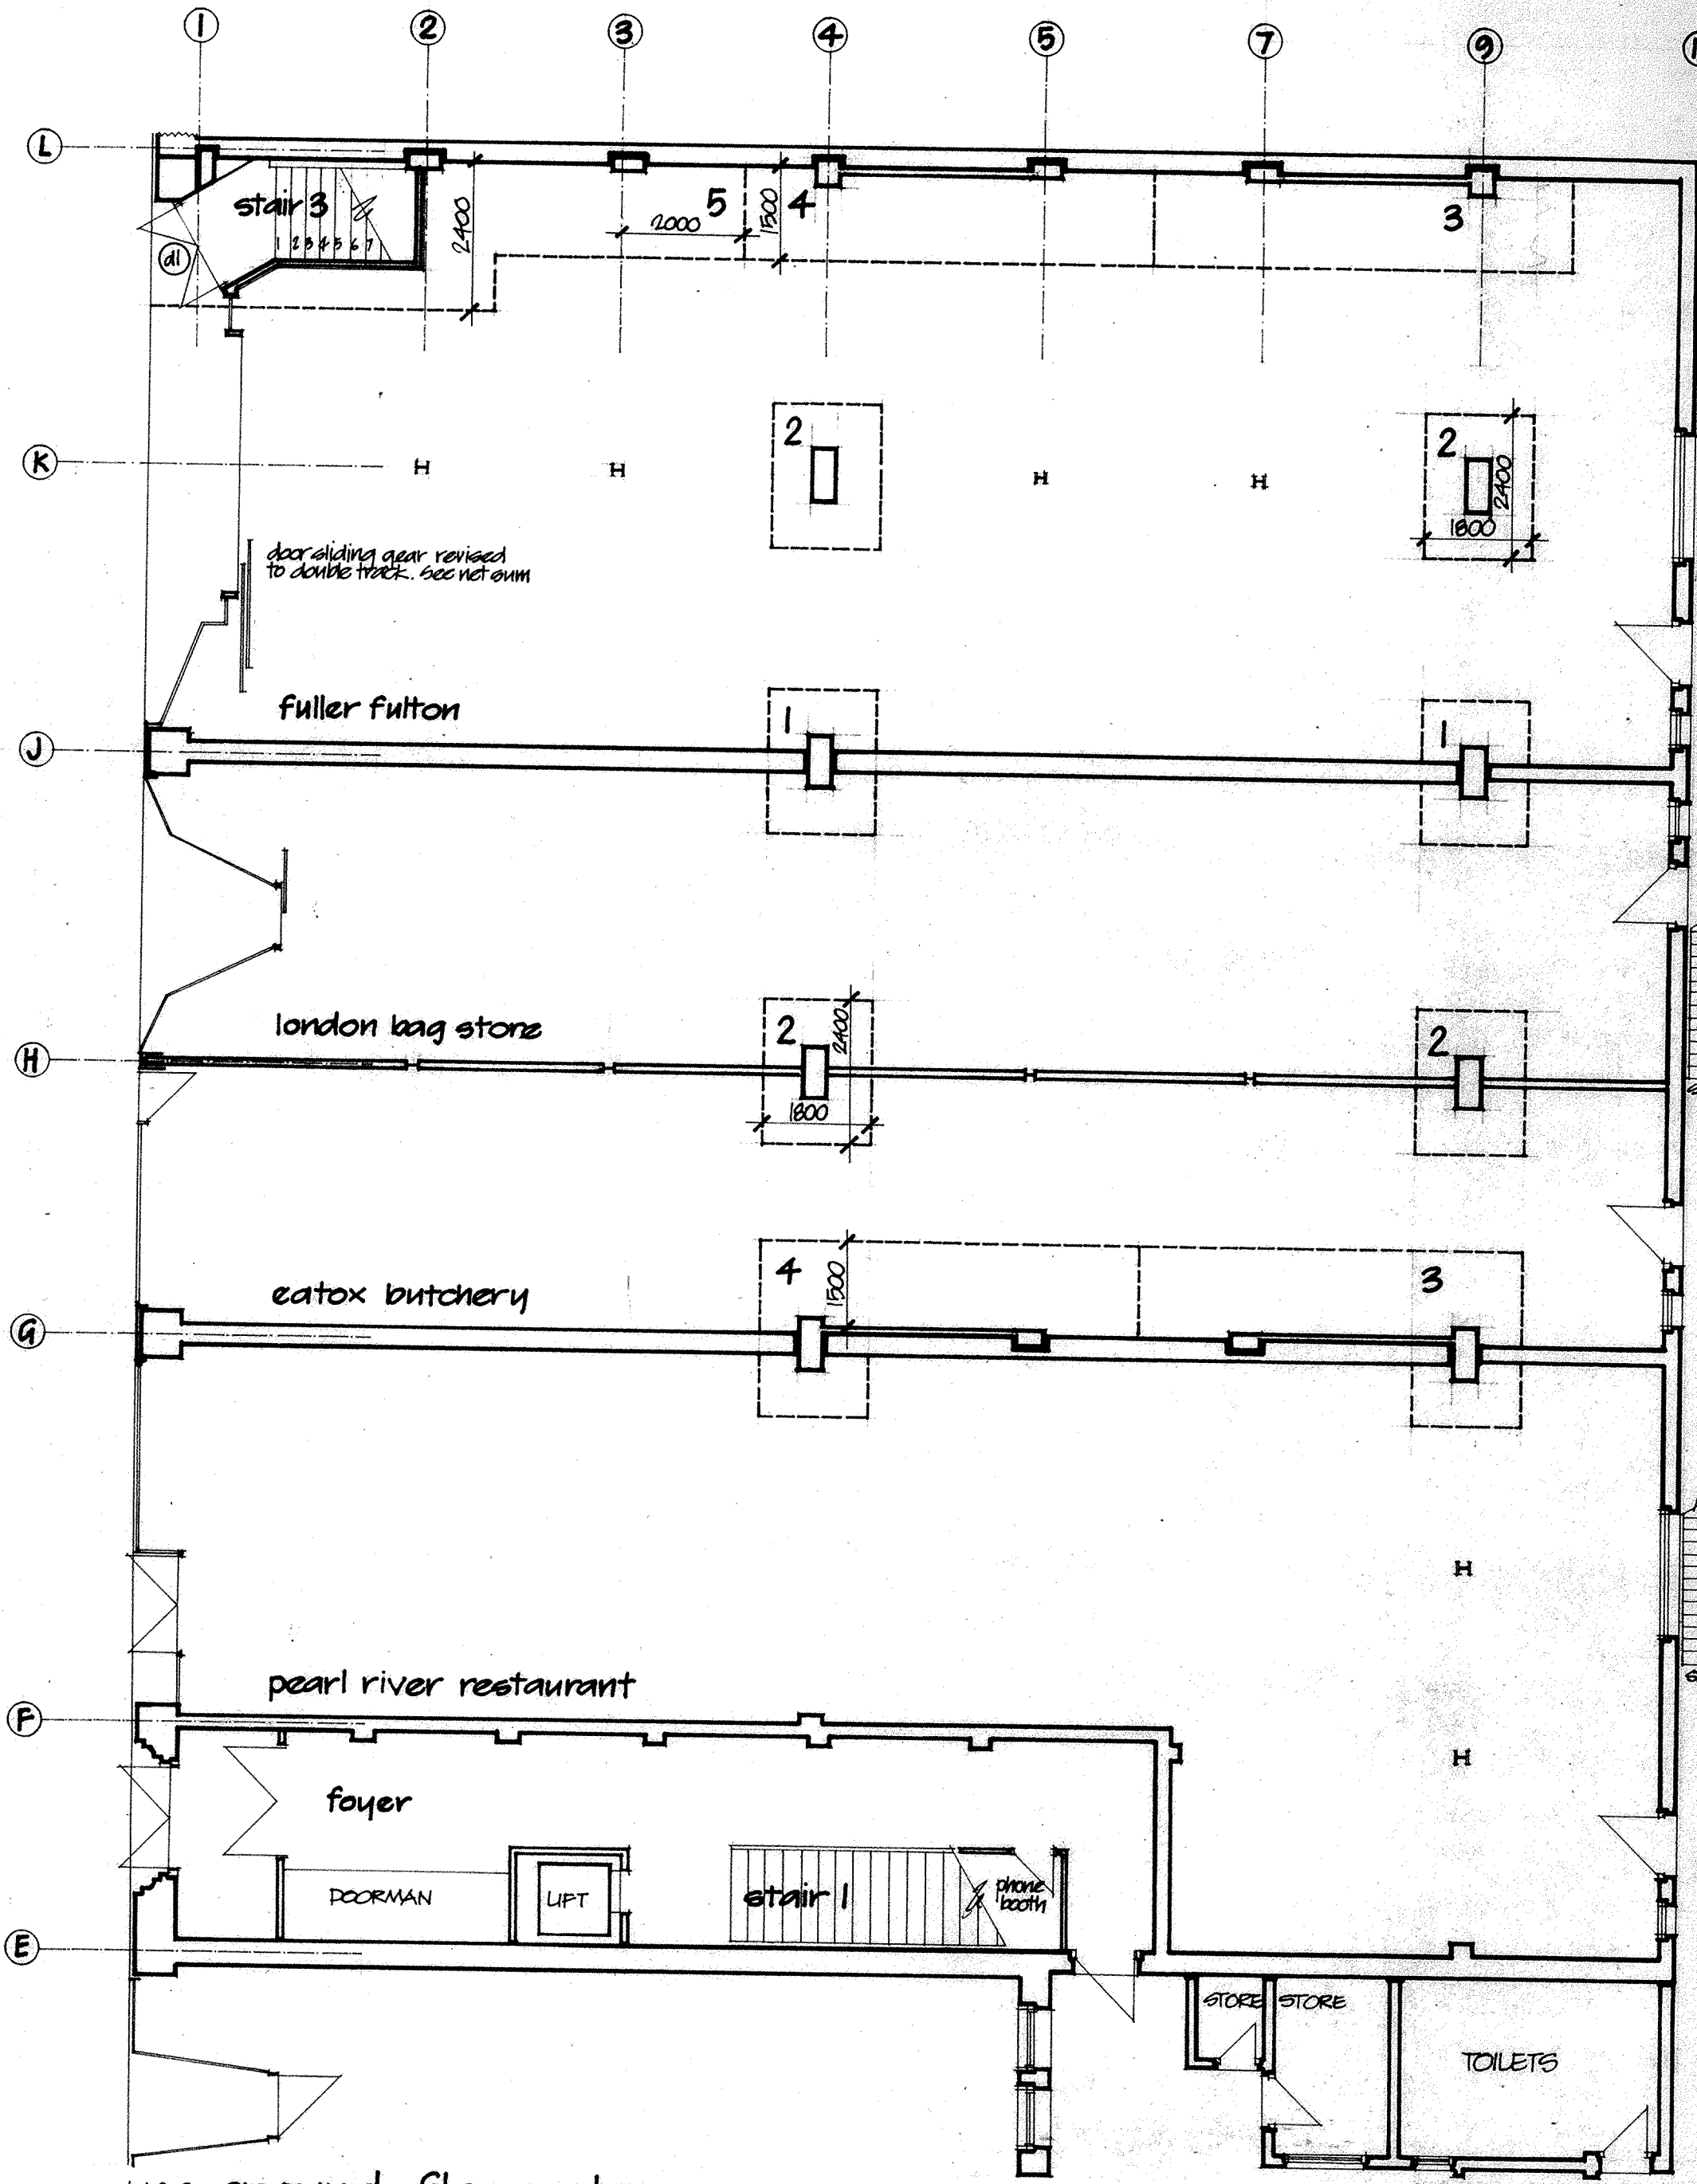 1 2 3 4 5 7 9
L
stair 3
1 2 3 4 5 6 7
dl
2400
2000
5
1500
4
3
K
H H H H
2
2
2400
1800
door sliding gear revised
to double track. See net sum
fuller fulton
1
1
J
london bag store
2
2400
1800
2
H
eatox butchery
4
1500
3
G
H
pearl river restaurant
F
H
foyer
DOORMAN
LIFT
stair 1
phone
booth
E
STORE STORE
TOILETS